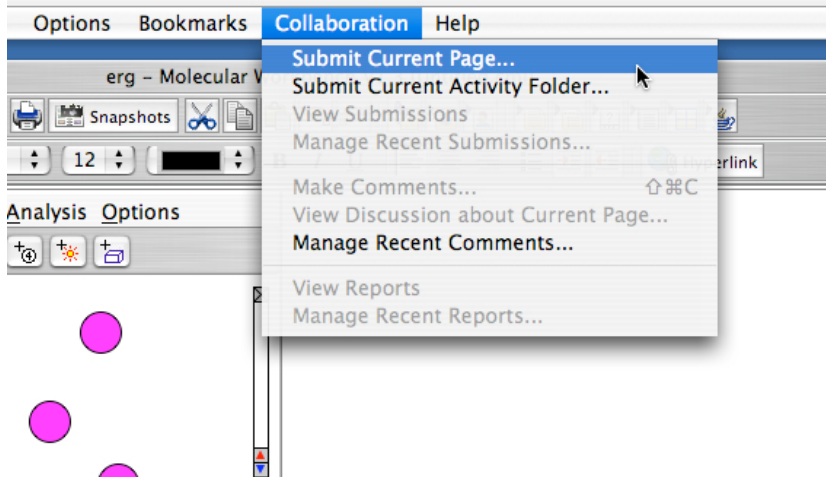 Options Bookmarks Collaboration Help
Submit Current Page...
erg – Molecular W
Submit Current Activity Folder...
Snapshots
View Submissions
Manage Recent Submissions...
12
B I U
erlink
Make Comments... ⇧⌘C
Analysis Options
View Discussion about Current Page...
Manage Recent Comments...
View Reports
Manage Recent Reports...